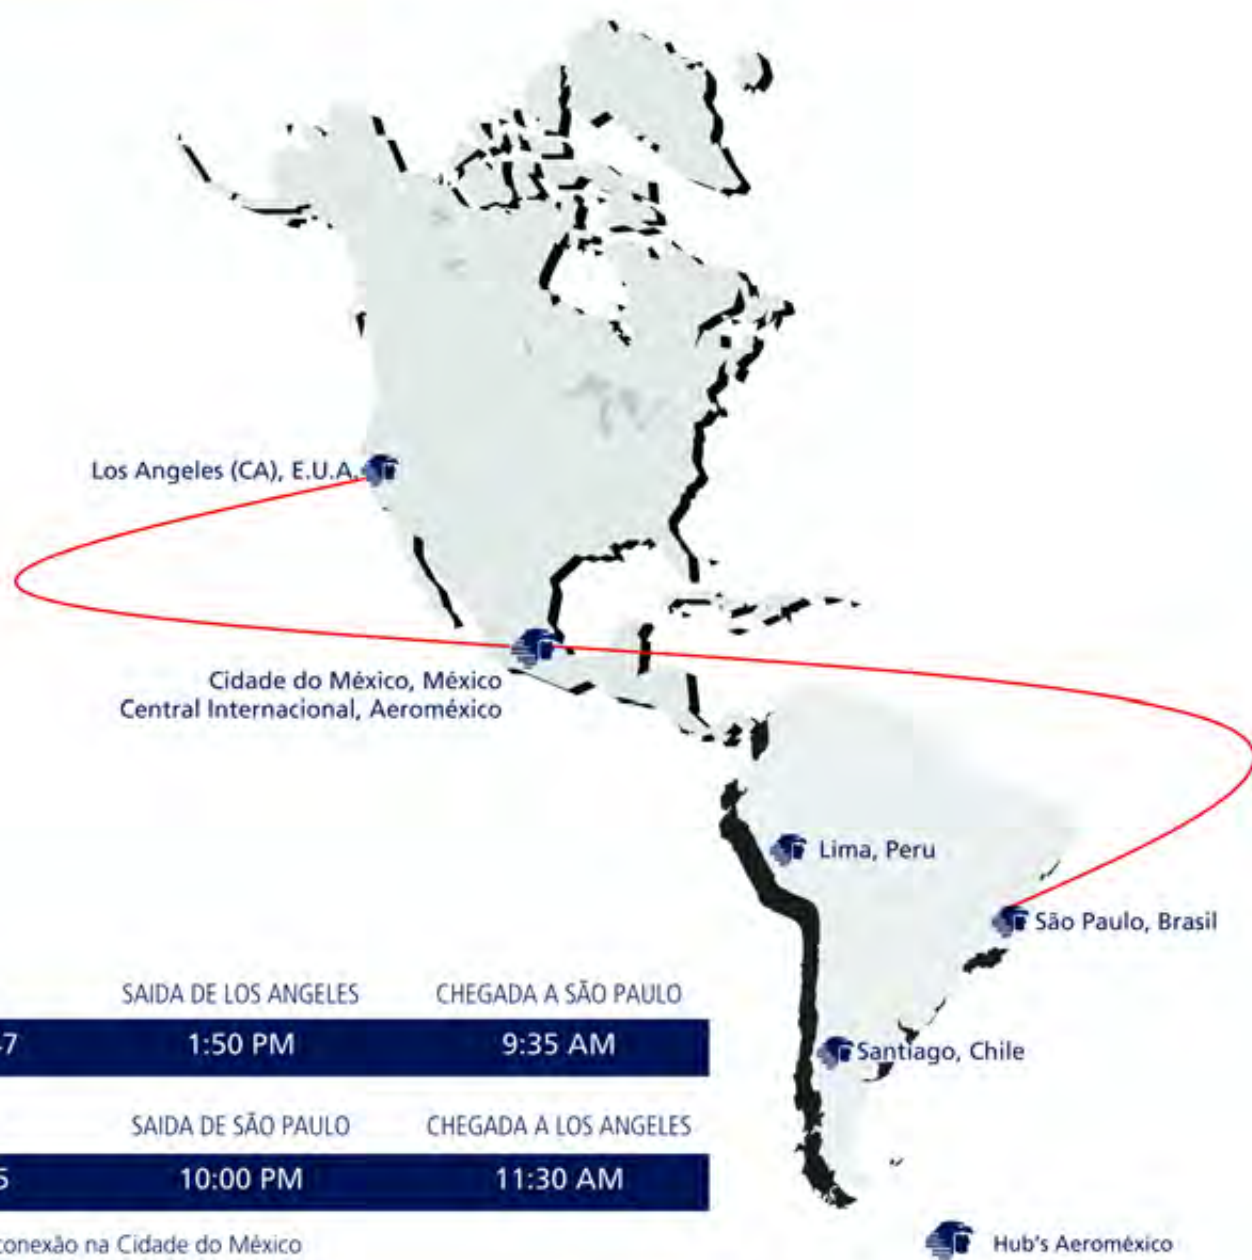 Los Angeles (CA), E.U.A.
Cidade do México, México
Central Internacional, Aeroméxico
Lima, Peru
São Paulo, Brasil
Santiago, Chile
SAIDA DE LOS ANGELES CHEGADA A SÃO PAULO
7 1:50 PM 9:35 AM
SAIDA DE SÃO PAULO CHEGADA A LOS ANGELES
5 10:00 PM 11:30 AM
conexão na Cidade do México
Hub's Aeroméxico